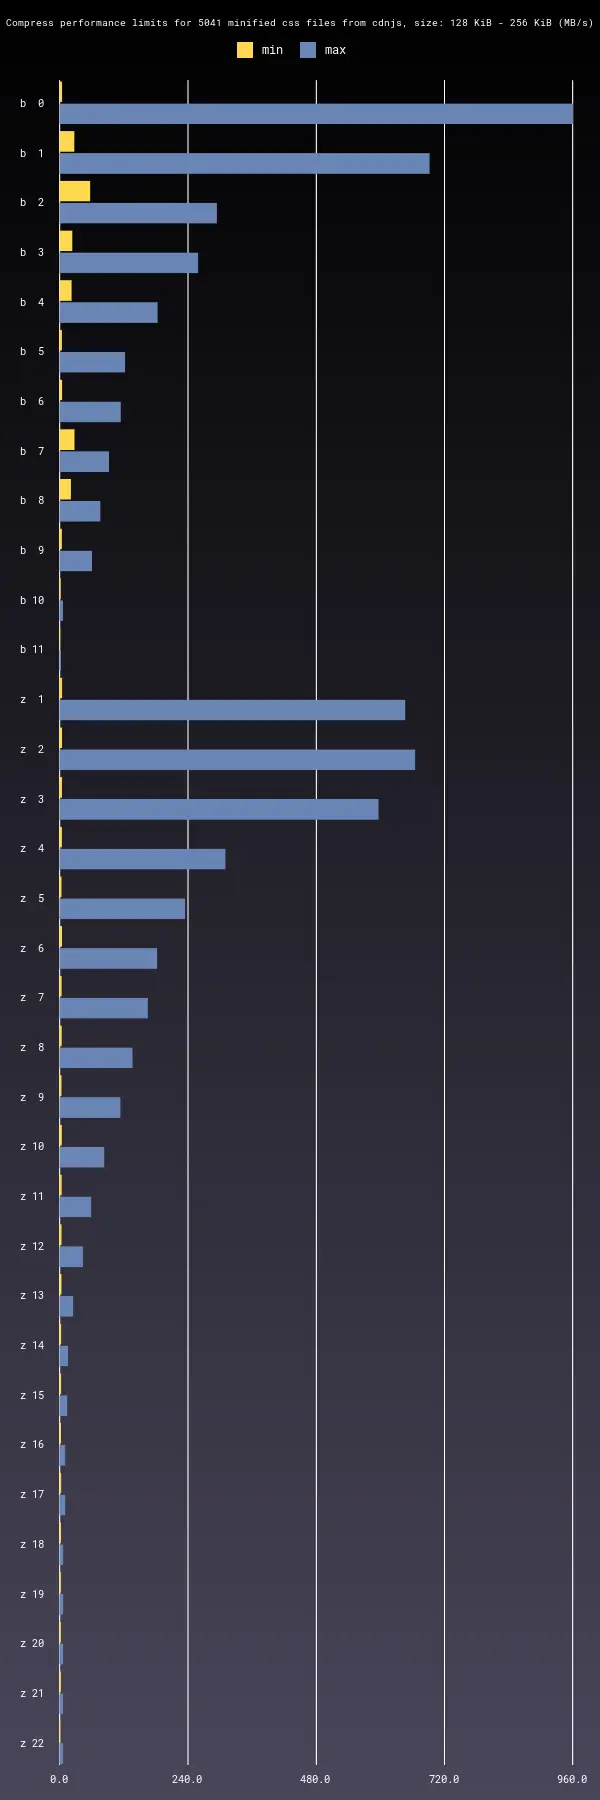 Compress performance limits for 5041 minified css files from cdnjs, size: 128 KiB - 256 KiB (MB/s)
min max
b 0
b 1
b 2
b 3
b 4
b 5
b 6
b 7
b 8
b 9
b 10
b 11
z 1
z 2
z 3
z 4
z 5
z 6
z 7
z 8
z 9
z 10
z 11
z 12
z 13
z 14
z 15
z 16
z 17
z 18
z 19
z 20
z 21
z 22
0.0 240.0 480.0 720.0 960.0